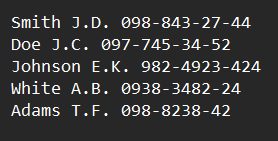 Smith J.D. 098-843-27-44
Doe J.C. 097-745-34-52
Johnson E.K. 982-4923-424
White A.B. 0938-3482-24
Adams T.F. 098-8238-42